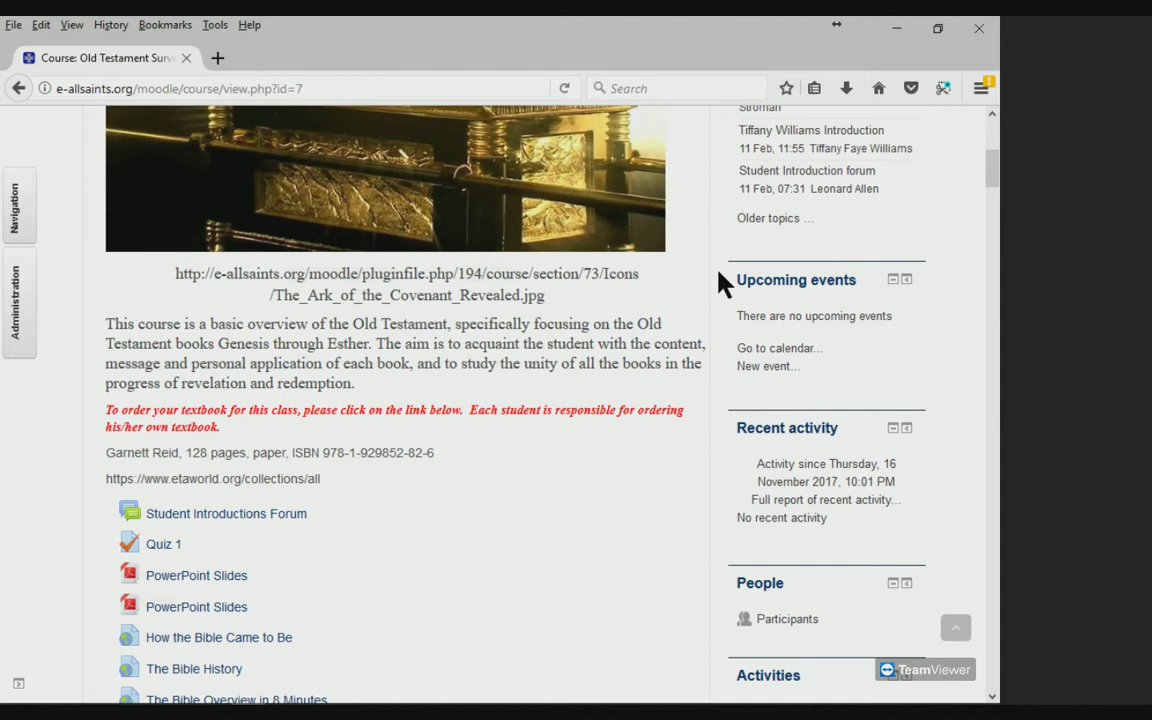 File Edit View History Bookmarks Tools Help
Course: Old Testament Surv
e-allsaints.org/moodle/course/view.php?id=7
Search
Navigation
Administration
http://e-allsaints.org/moodle/pluginfile.php/194/course/section/73/Icons
/The_Ark_of_the_Covenant_Revealed.jpg
This course is a basic overview of the Old Testament, specifically focusing on the Old
Testament books Genesis through Esther. The aim is to acquaint the student with the content,
message and personal application of each book, and to study the unity of all the books in the
progress of revelation and redemption.
To order your textbook for this class, please click on the link below. Each student is responsible for ordering
his/her own textbook.
Garnett Reid, 128 pages, paper, ISBN 978-1-929852-82-6
https://www.etaworld.org/collections/all
Student Introductions Forum
Quiz 1
PowerPoint Slides
PowerPoint Slides
How the Bible Came to Be
The Bible History
The Bible Overview in 8 Minutes
Stroman
Tiffany Williams Introduction
11 Feb, 11:55 Tiffany Faye Williams
Student Introduction forum
11 Feb, 07:31 Leonard Allen
Older topics ...
Upcoming events
There are no upcoming events
Go to calendar...
New event...
Recent activity
Activity since Thursday, 16
November 2017, 10:01 PM
Full report of recent activity...
No recent activity
People
Participants
Activities
TeamViewer